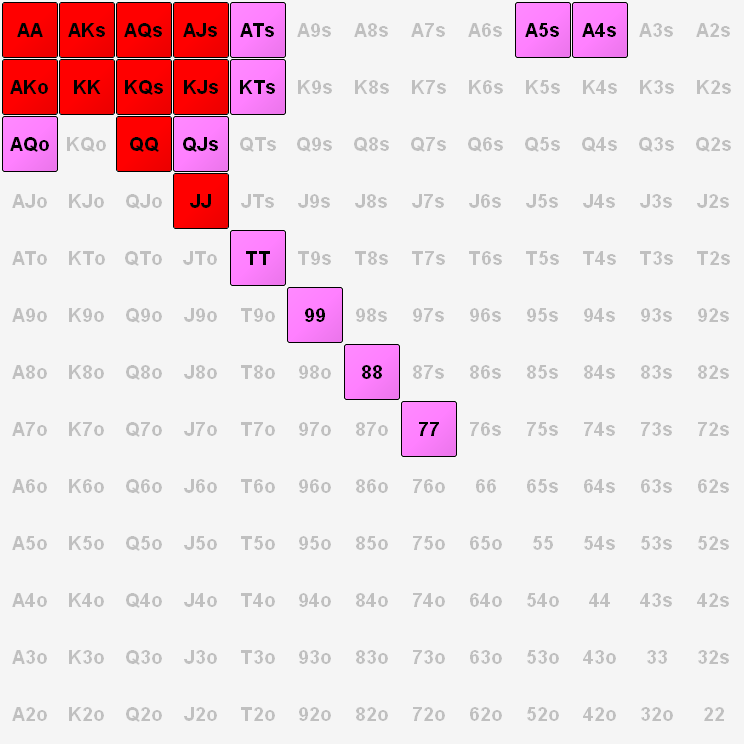 AA AKs AQs AJs ATs A9s A8s A7s A6s A5s A4s A3s A2s
AKo KK KQs KJs KTs K9s K8s K7s K6s K5s K4s K3s K2s
AQo KQo QQ QJs QTs Q9s Q8s Q7s Q6s Q5s Q4s Q3s Q2s
AJo KJo QJo JJ JTs J9s J8s J7s J6s J5s J4s J3s J2s
ATo KTo QTo JTo TT T9s T8s T7s T6s T5s T4s T3s T2s
A9o K9o Q9o J9o T9o 99 98s 97s 96s 95s 94s 93s 92s
A8o K8o Q8o J8o T8o 98o 88 87s 86s 85s 84s 83s 82s
A7o K7o Q7o J7o T7o 97o 87o 77 76s 75s 74s 73s 72s
A6o K6o Q6o J6o T6o 96o 86o 76o 66 65s 64s 63s 62s
A5o K5o Q5o J5o T5o 95o 85o 75o 65o 55 54s 53s 52s
A4o K4o Q4o J4o T4o 94o 84o 74o 64o 54o 44 43s 42s
A3o K3o Q3o J3o T3o 93o 83o 73o 63o 53o 43o 33 32s
A2o K2o Q2o J2o T2o 92o 82o 72o 62o 52o 42o 32o 22